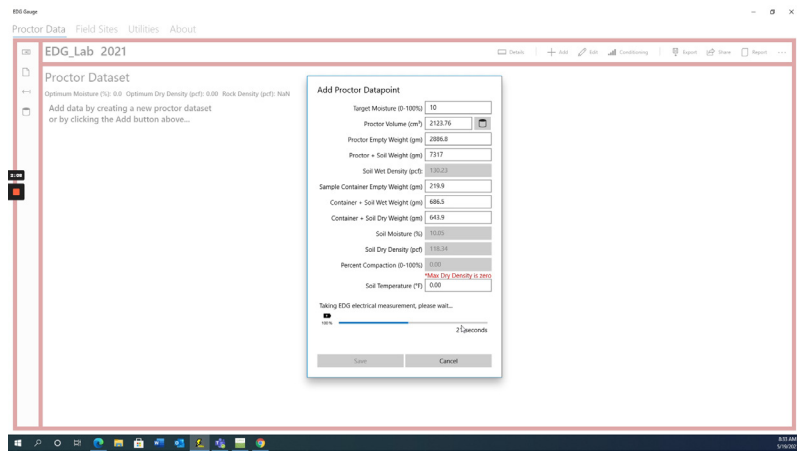 EDG Gauge
Proctor Data Field Sites Utilities About
EDG_Lab 2021
Details Add Edit Conditioning Export Share Report
Proctor Dataset
Optimum Moisture (%): 0.0 Optimum Dry Density (pcf): 0.00 Rock Density (pcf): NaN
Add data by creating a new proctor dataset
or by clicking the Add button above...
Add Proctor Datapoint
Target Moisture (0-100%) 10
Proctor Volume (cm³) 2123.76
Proctor Empty Weight (gm) 2886.8
Proctor + Soil Weight (gm) 7317
Soil Wet Density (pcf): 130.23
Sample Container Empty Weight (gm) 219.9
Container + Soil Wet Weight (gm) 686.5
Container + Soil Dry Weight (gm) 643.9
Soil Moisture (%) 10.05
Soil Dry Density (pcf) 118.34
Percent Compaction (0-100%) 0.00
*Max Dry Density is zero
Soil Temperature (°F) 0.00
Taking EDG electrical measurement, please wait...
100%
seconds
Save Cancel
8:33 AM